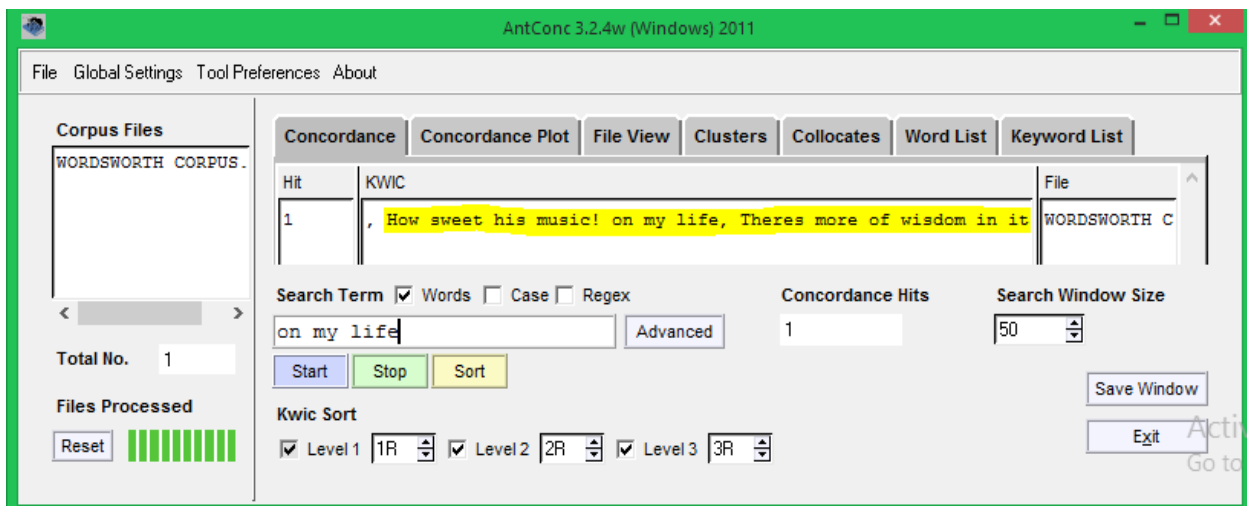 AntConc 3.2.4w (Windows) 2011
File Global Settings Tool Preferences About
Corpus Files
WORDSWORTH CORPUS.
Concordance Concordance Plot File View Clusters Collocates Word List Keyword List
Hit KWIC File
1 , How sweet his music! on my life, Theres more of wisdom in it WORDSWORTH C
Search Term Words Case Regex Concordance Hits Search Window Size
on my life Advanced 1 50
Total No. 1
Start Stop Sort
Files Processed
Save Window
Kwic Sort
Reset Level 1 1R Level 2 2R Level 3 3R Exit
Go to